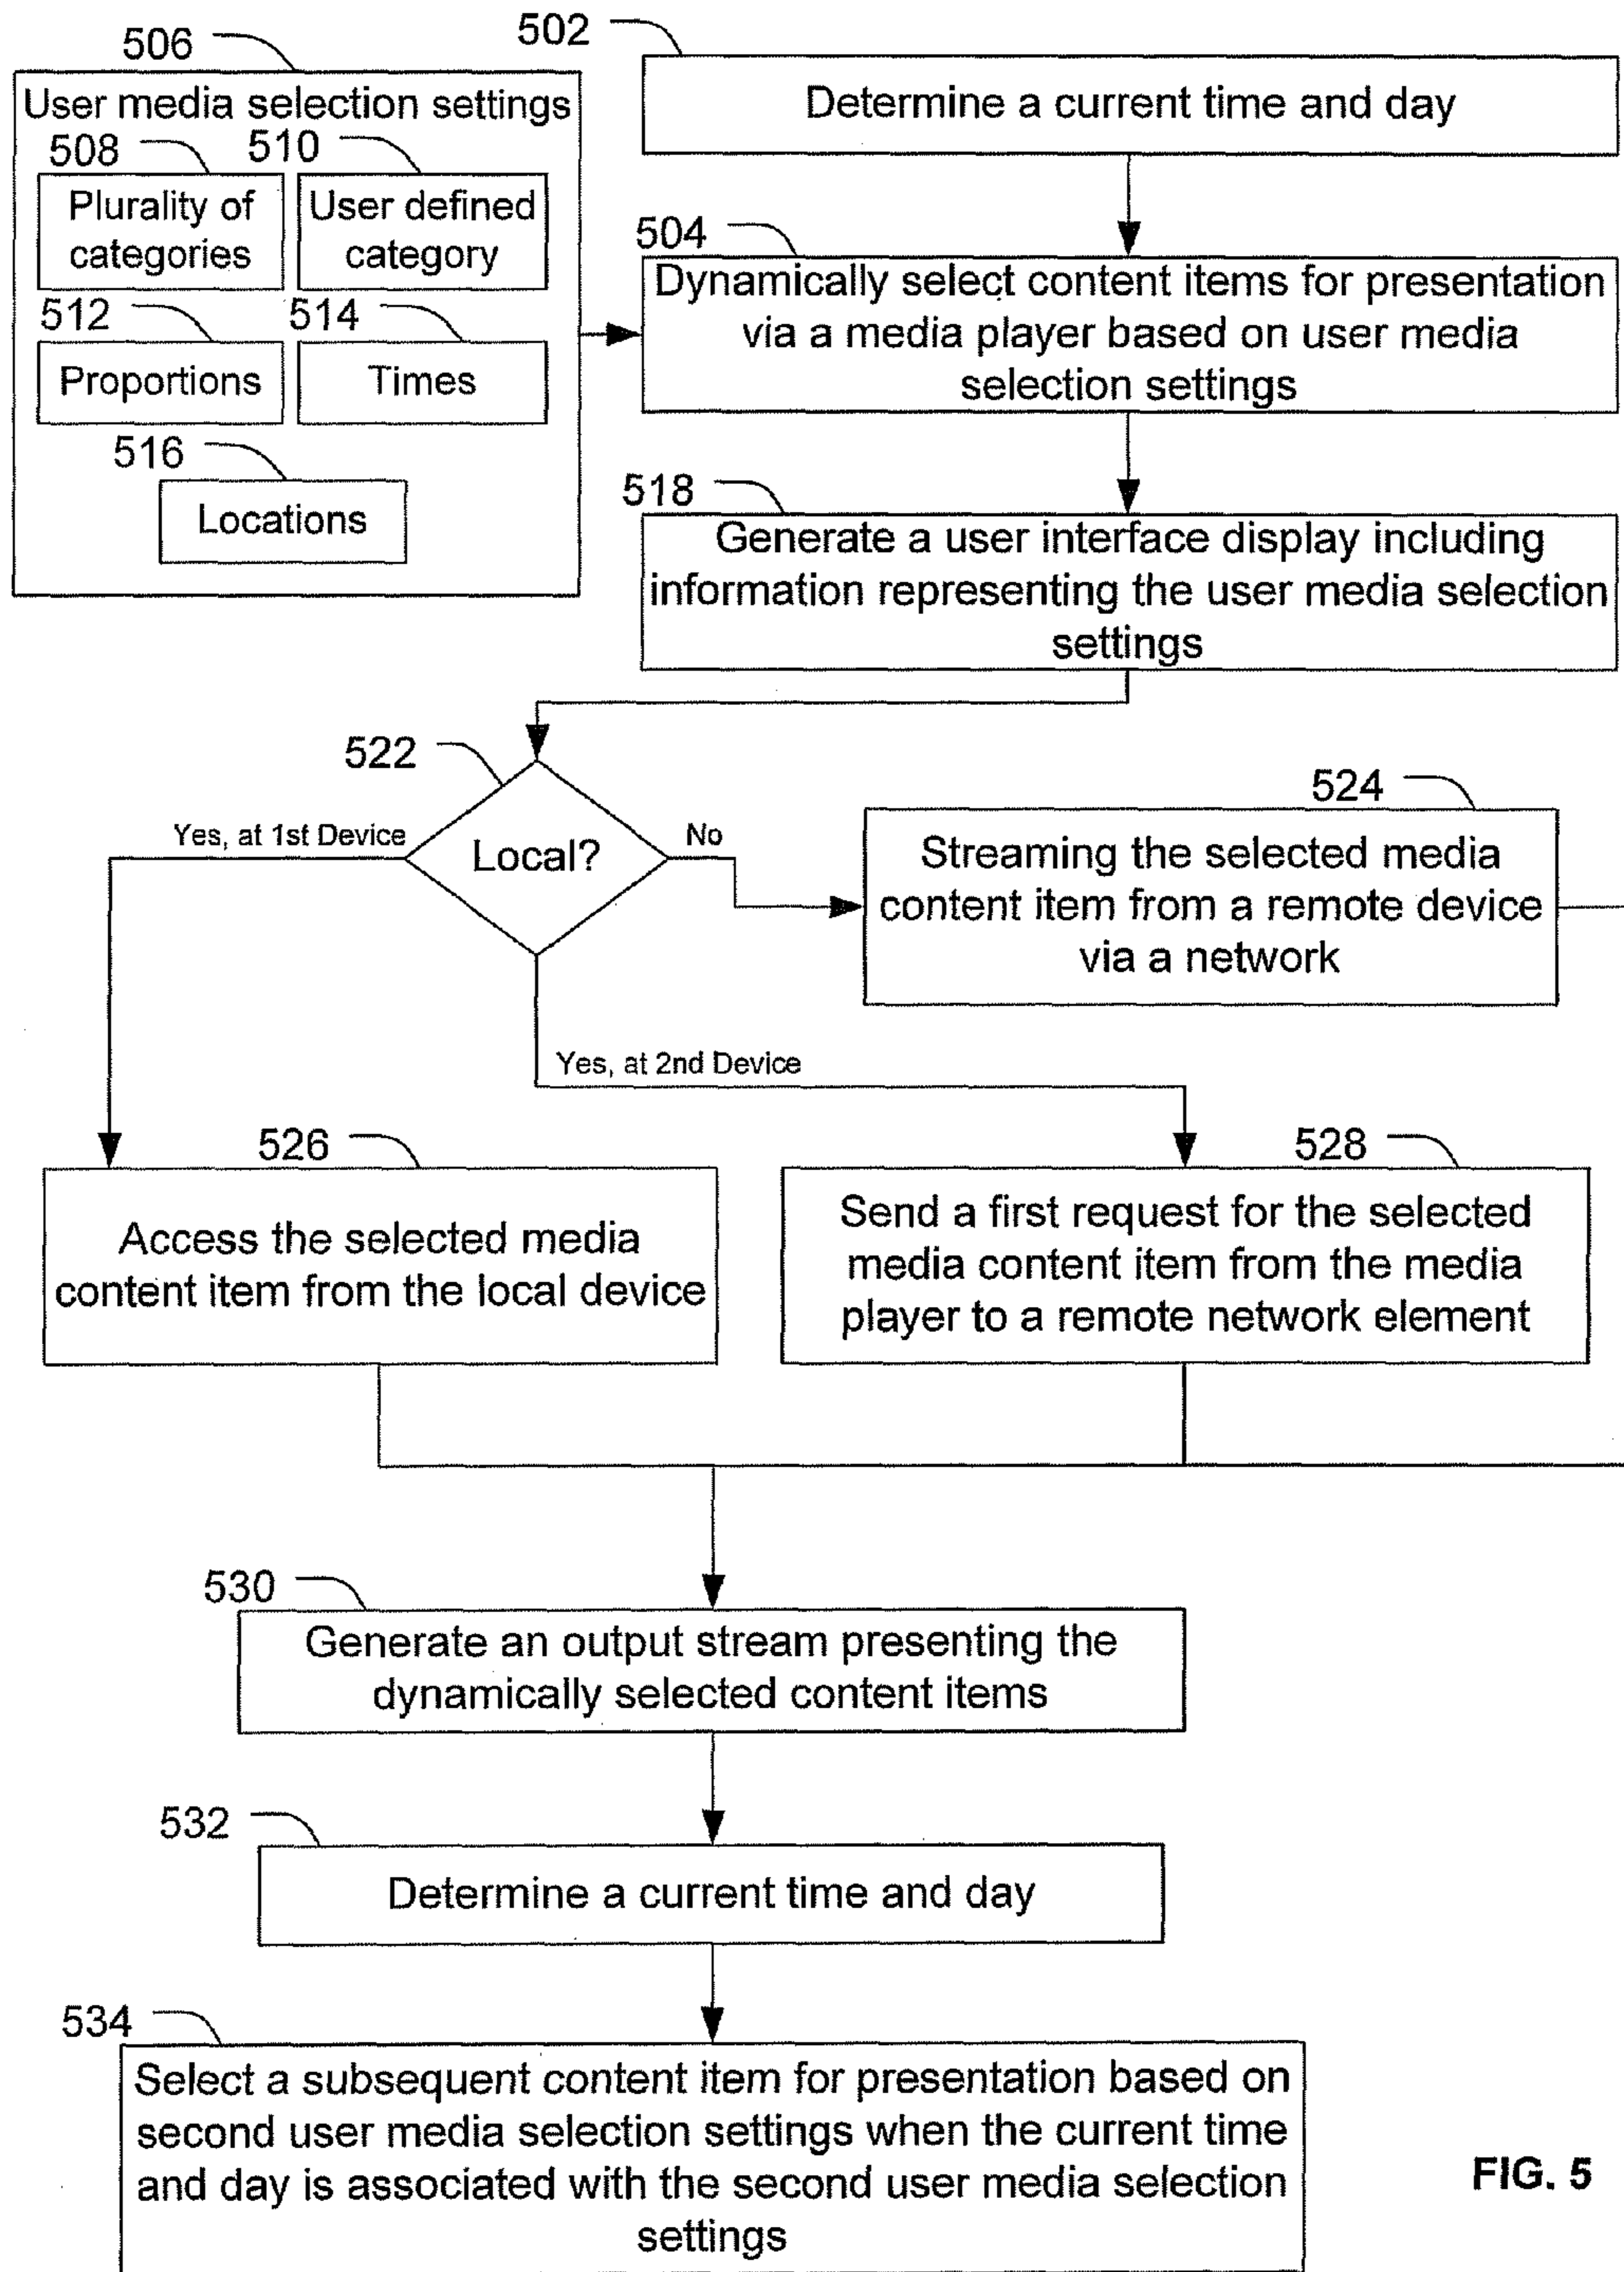 506
502
User media selection settings
508
510
Plurality of
categories
User defined
category
512
514
Proportions
Times
516
Locations
Determine a current time and day
504
Dynamically select content items for presentation
via a media player based on user media
selection settings
518
Generate a user interface display including
information representing the user media selection
settings
522
Local?
Yes, at 1st Device
No
Yes, at 2nd Device
524
Streaming the selected media
content item from a remote device
via a network
526
Access the selected media
content item from the local device
528
Send a first request for the selected
media content item from the media
player to a remote network element
530
Generate an output stream presenting the
dynamically selected content items
532
Determine a current time and day
534
Select a subsequent content item for presentation based on
second user media selection settings when the current time
and day is associated with the second user media selection
settings
FIG. 5